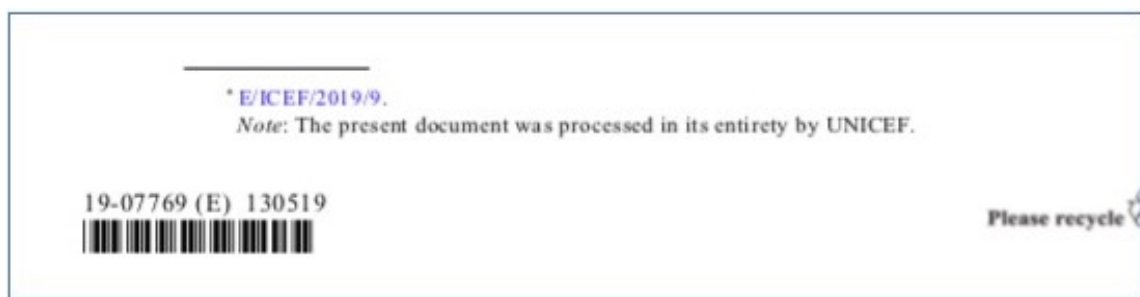 * E/ICEF/2019/9.
Note: The present document was processed in its entirety by UNICEF.
19-07769 (E) 130519
Please recycle